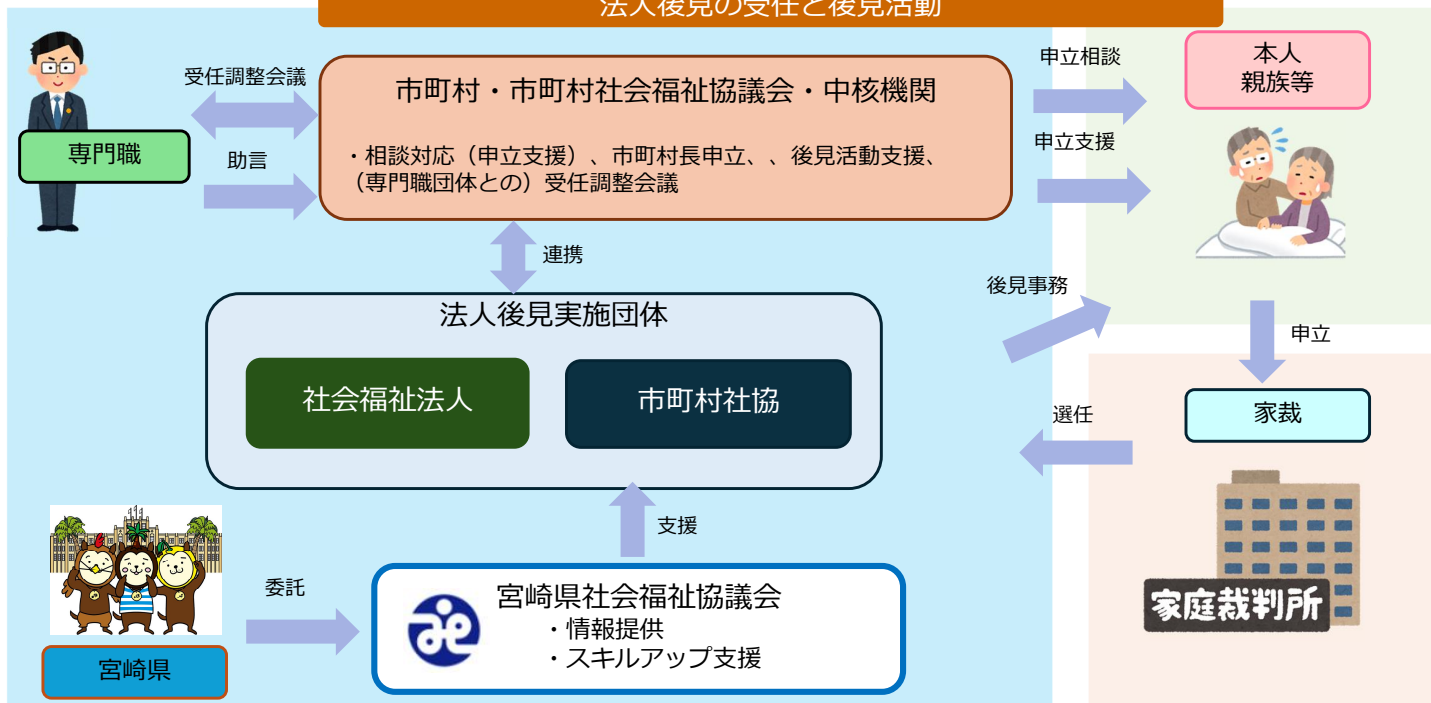 法人後見の受任と後見活動
受任調整会議
専門職
助言
市町村・市町村社会福祉協議会・中核機関
・相談対応（申立支援）、市町村長申立、、後見活動支援、
（専門職団体との）受任調整会議
申立相談
申立支援
本人
親族等
連携
後見事務
申立
法人後見実施団体
社会福祉法人
市町村社協
選任
家裁
家庭裁判所
支援
委託
宮崎県
宮崎県社会福祉協議会
・情報提供
・スキルアップ支援